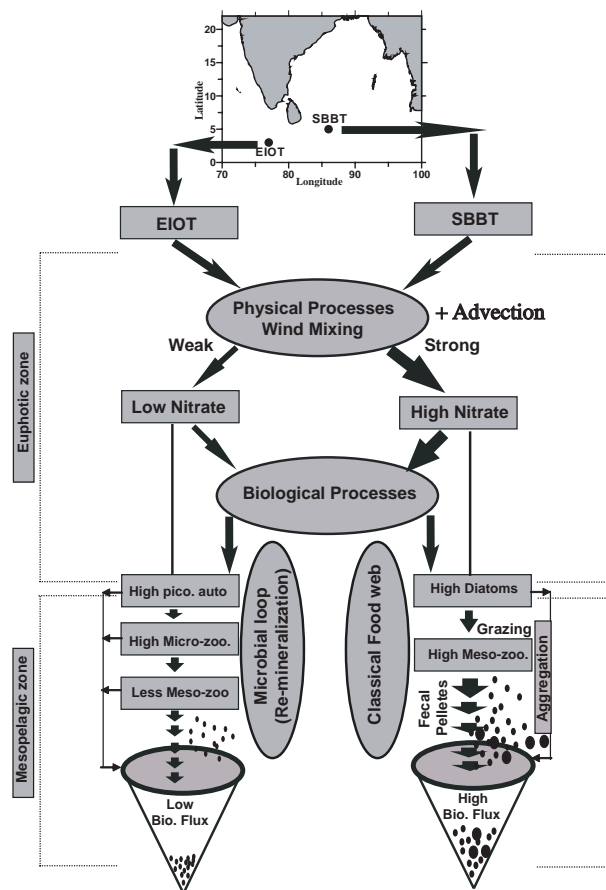 20
15
10
5
0
Latitude
SBBT
EIOT
70 80 90 100
Longitude
EIOT
SBBT
Physical Processes
Wind Mixing
+ Advection
Weak
Strong
Low Nitrate
High Nitrate
Euphotic zone
Biological Processes
High pico. auto
High Micro-zoo.
Less Meso-zoo
Microbial loop
(Re-mineralization)
Classical Food web
High Diatoms
Grazing
High Meso-zoo.
Fecal
Pelletes
Aggregation
Mesopelagic zone
Low
Bio. Flux
High
Bio. Flux